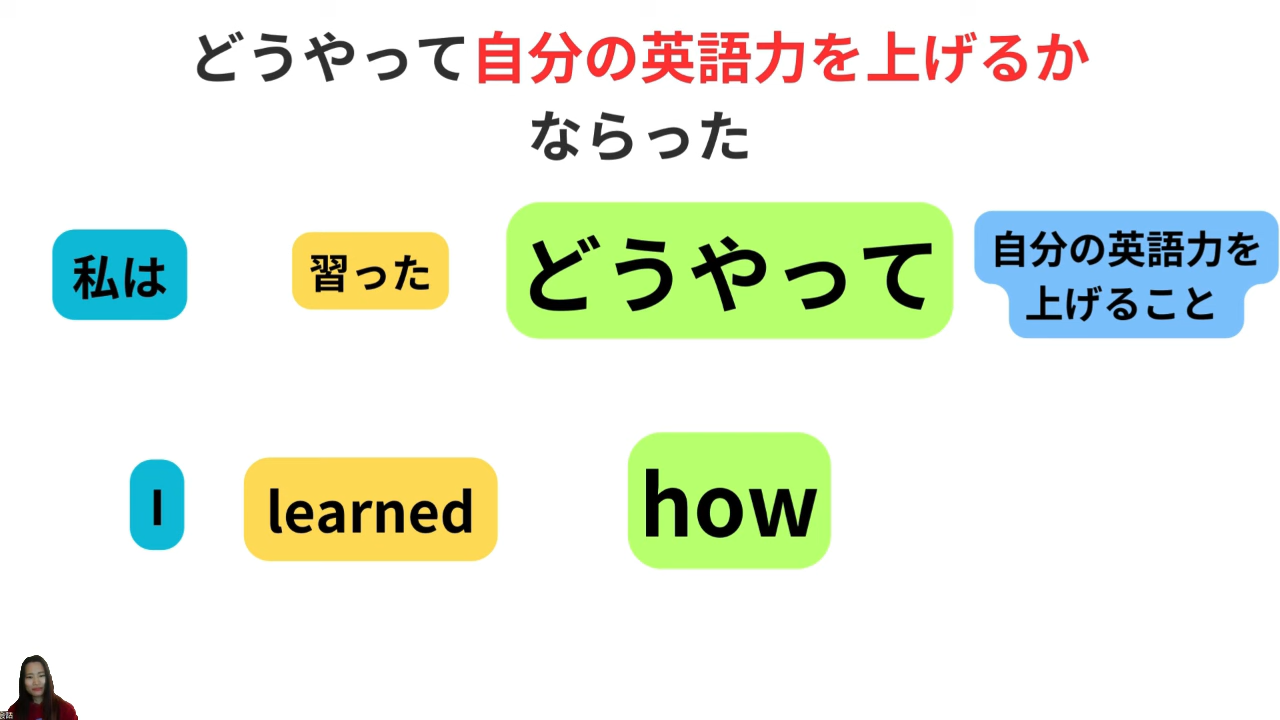 どうやって自分の英語力を上げるか
ならった
私は
習った
どうやって
自分の英語力を
上げること
I
learned
how
会話